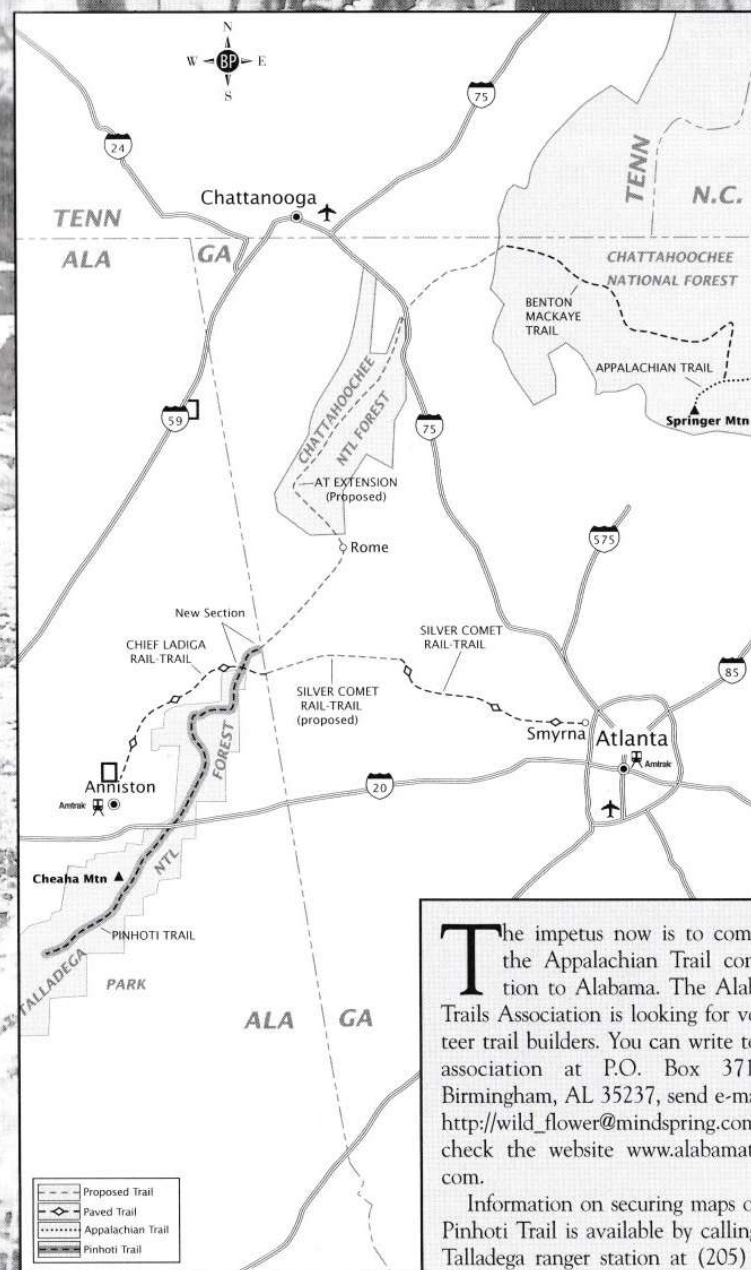 N
W BP E
S
75
24
Chattanooga
TENN
N.C.
TENN
ALA
GA
CHATTAHOOCHEE
NATIONAL FOREST
BENTON
MACKAYE
TRAIL
APPALACHIAN TRAIL
Springer Mtn
59
75
CHATTAHOOCHEE
NTL FOREST
AT EXTENSION
(Proposed)
575
Rome
New Section
CHIEF LADIGA
RAIL-TRAIL
SILVER COMET
RAIL-TRAIL
85
SILVER COMET
RAIL-TRAIL
(proposed)
Smyrna
Atlanta
Amtrak
FOREST
Anniston
Amtrak
20
NTL
Cheaha Mtn
PINHOTI TRAIL
TALLADEGA
PARK
ALA
GA
Proposed Trail
Paved Trail
Appalachian Trail
Pinhoti Trail
The impetus now is to com
the Appalachian Trail con
tion to Alabama. The Alab
Trails Association is looking for vo
teer trail builders. You can write to
association at P.O. Box 371
Birmingham, AL 35237, send e-ma
http://wild_flower@mindspring.com
check the website www.alabamat
com.
Information on securing maps o
Pinhoti Trail is available by calling
Talladega ranger station at (205)